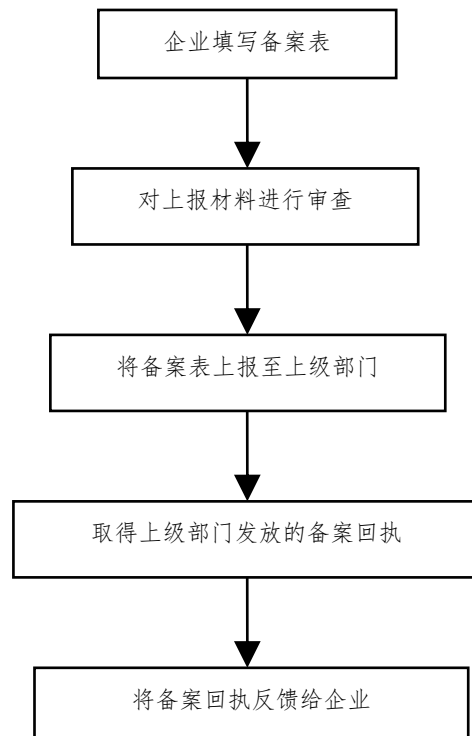 企业填写备案表
对上报材料进行审查
将备案表上报至上级部门
取得上级部门发放的备案回执
将备案回执反馈给企业